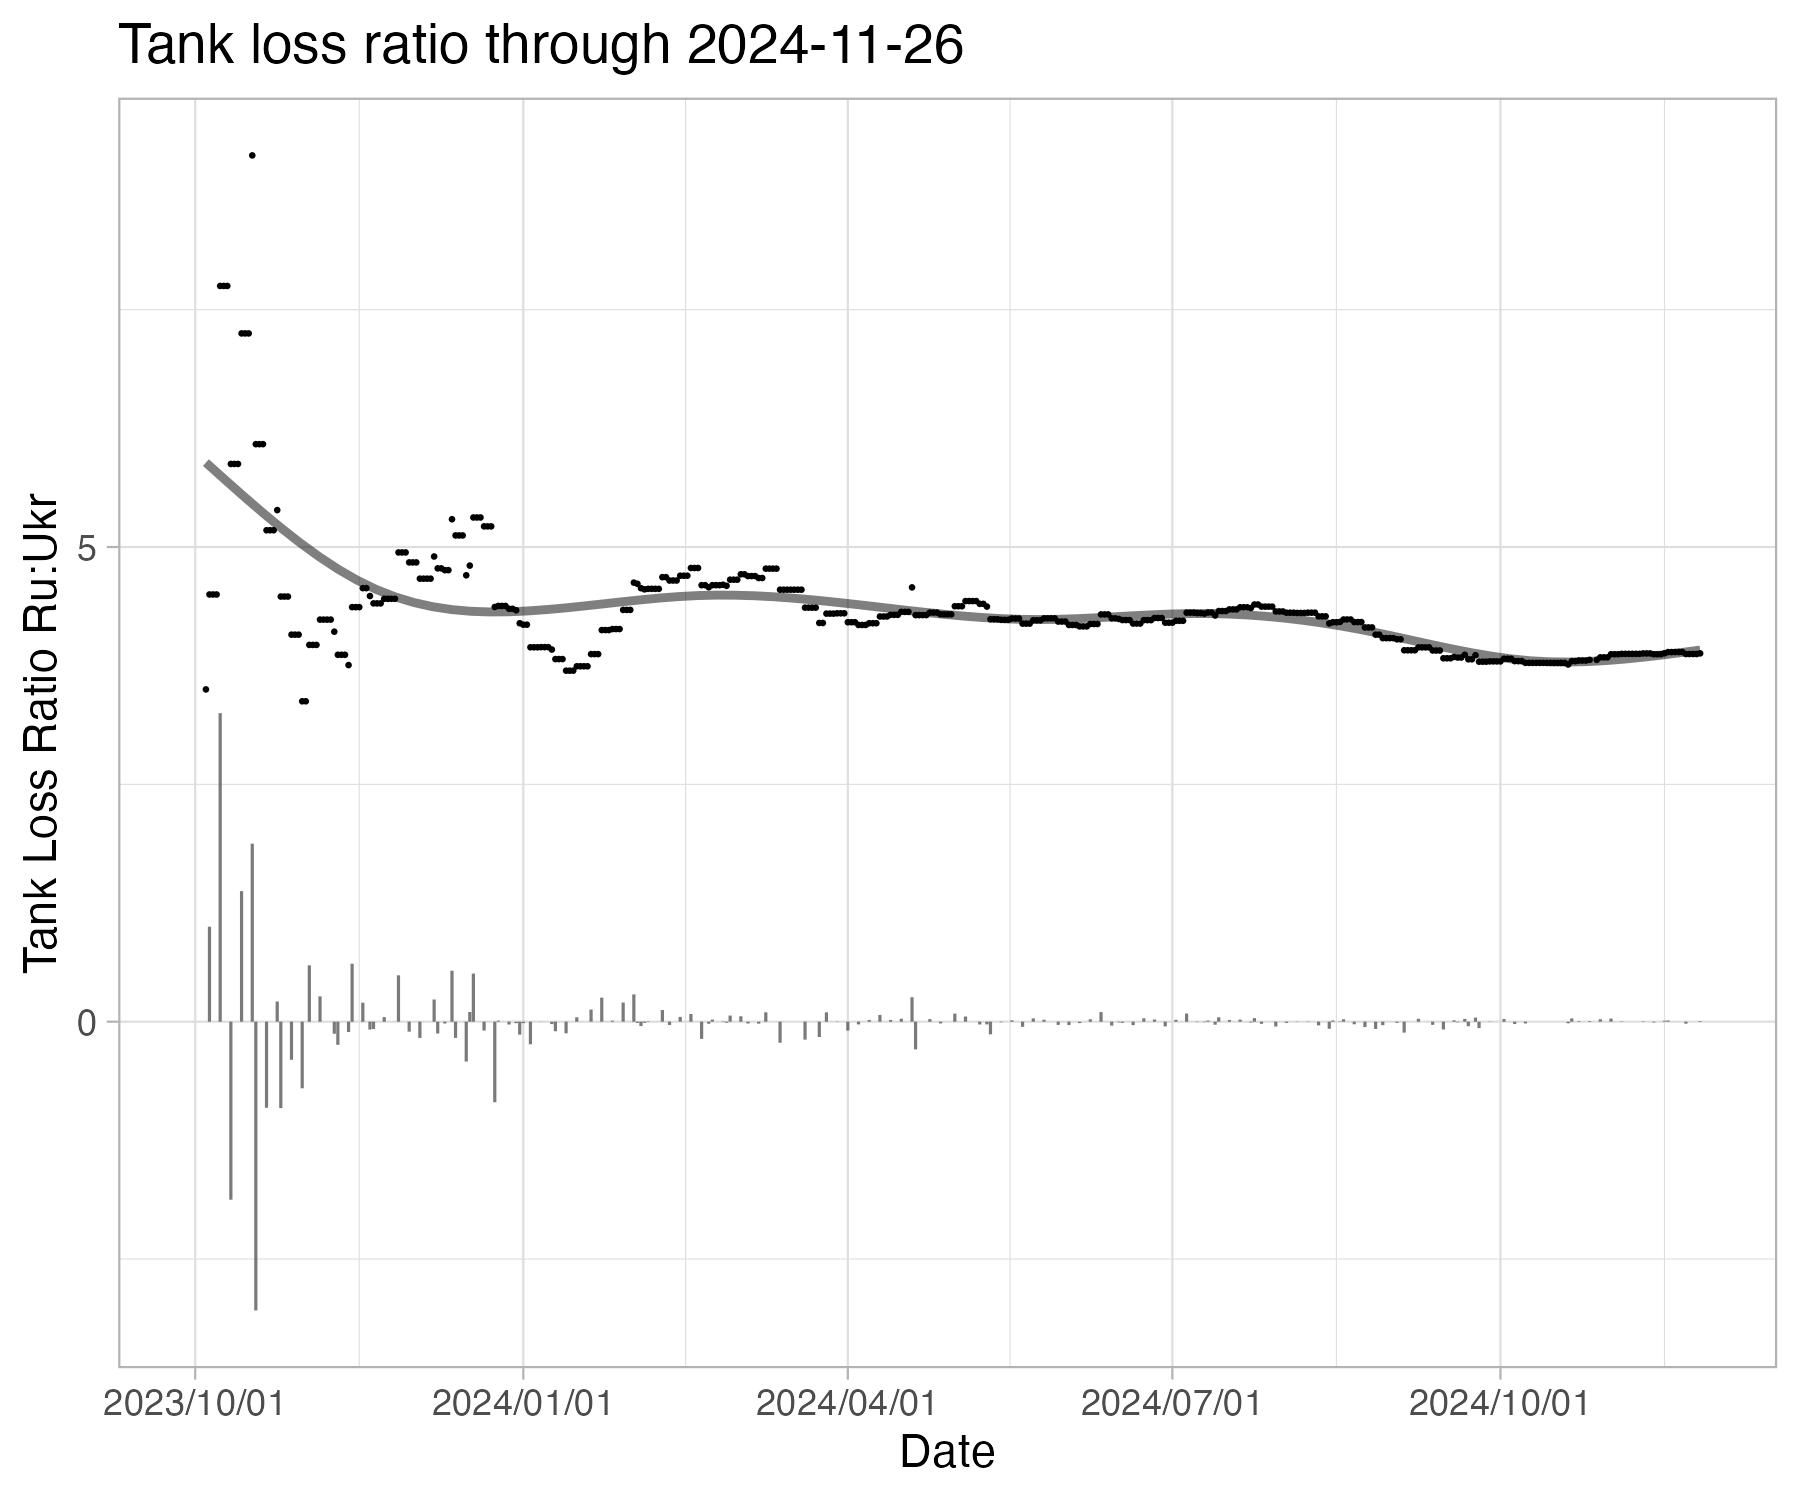 Tank loss ratio through 2024-11-26
Tank Loss Ratio Ru:Ukr
5
0
2023/10/01
2024/01/01
2024/04/01
2024/07/01
2024/10/01
Date